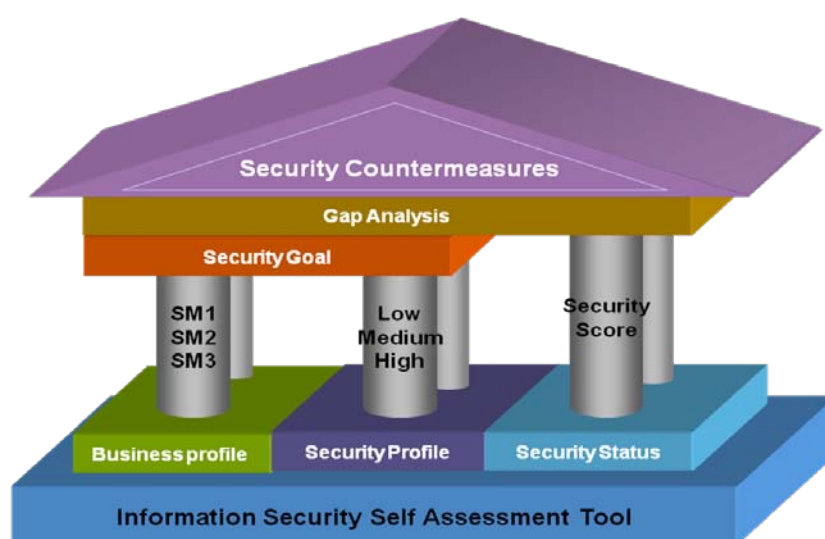 Security Countermeasures
Gap Analysis
Security Goal
SM1
SM2
SM3
Low
Medium
High
Security
Score
Business profile
Security Profile
Security Status
Information Security Self Assessment Tool